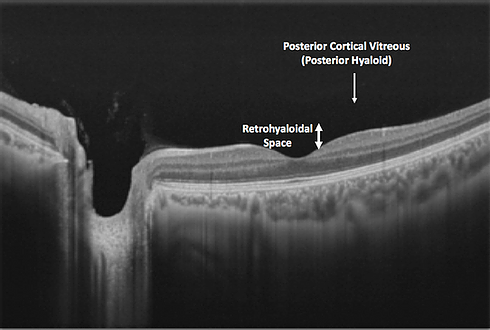 Posterior Cortical Vitreous
(Posterior Hyaloid)
Retrohyaloidal
Space